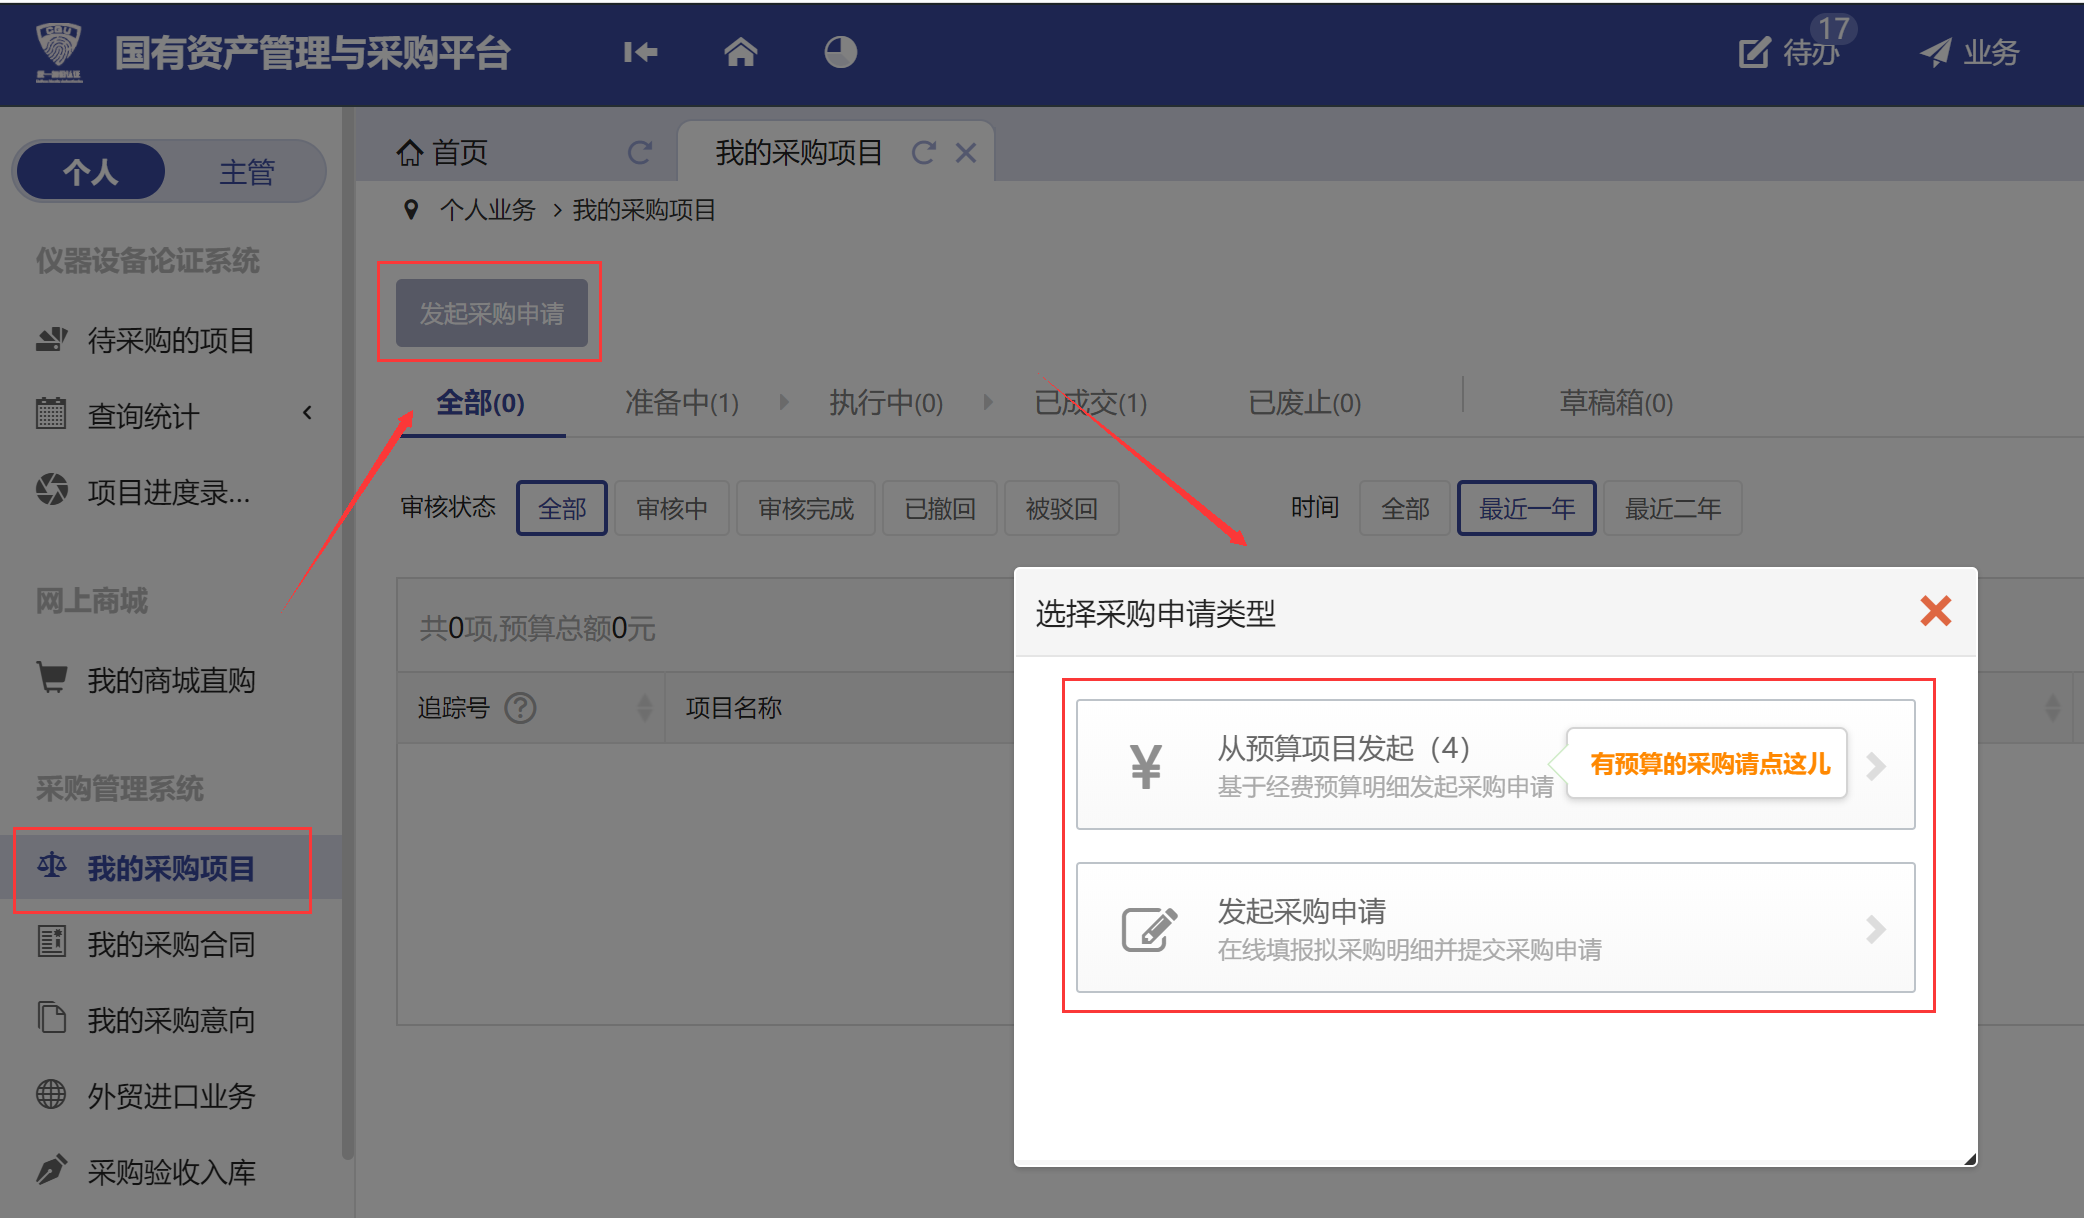 CGU
国有资产管理与采购平台
待办
17
业务
个人
主管
首页
我的采购项目
个人业务 > 我的采购项目
仪器设备论证系统
待采购的项目
查询统计
项目进度录...
网上商城
我的商城直购
采购管理系统
我的采购项目
我的采购合同
我的采购意向
外贸进口业务
采购验收入库
发起采购申请
全部(0)
准备中(1)
执行中(0)
已成交(1)
已废止(0)
草稿箱(0)
审核状态
全部
审核中
审核完成
已撤回
被驳回
时间
全部
最近一年
最近二年
共0项,预算总额0元
追踪号
项目名称
选择采购申请类型
从预算项目发起（4）
基于经费预算明细发起采购申请
有预算的采购请点这儿
发起采购申请
在线填报拟采购明细并提交采购申请